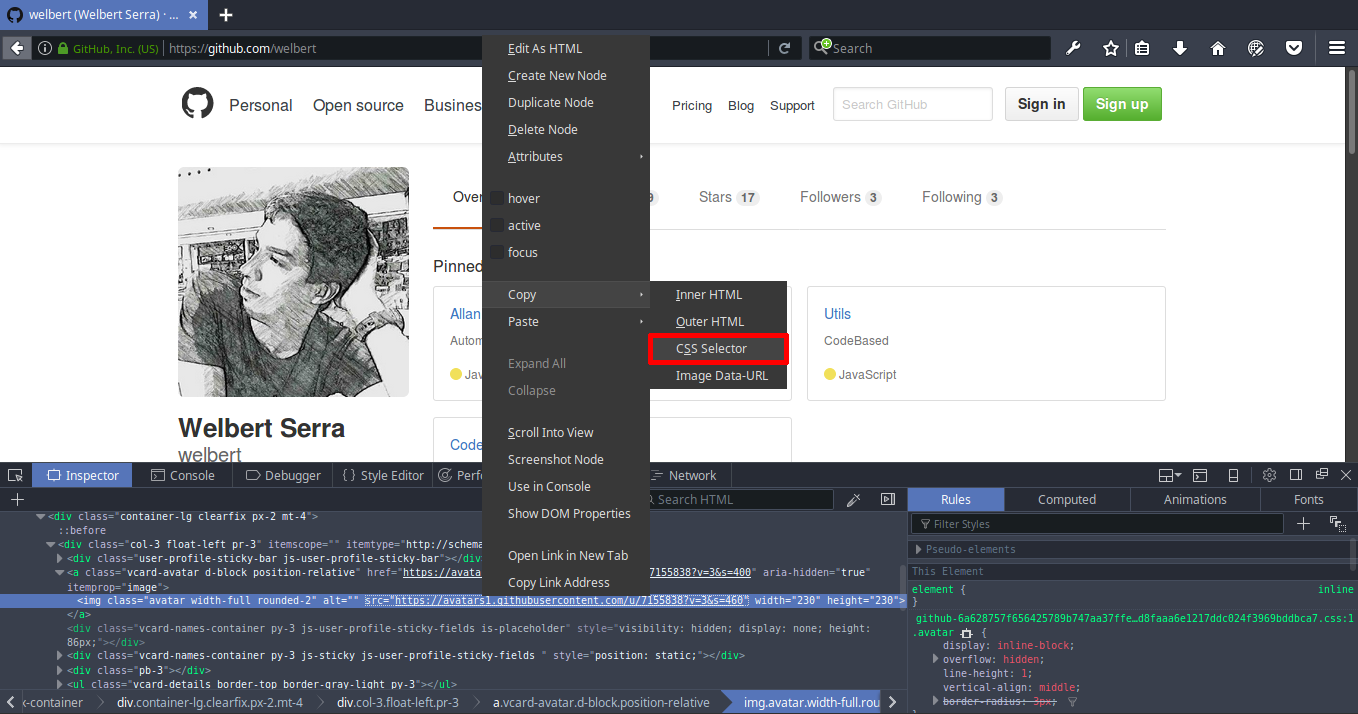 welbert (Welbert Serra) · ...
GitHub, Inc. (US)
https://github.com/welbert
Search
Personal
Open source
Busines
Pricing
Blog
Support
Search GitHub
Sign in
Sign up
Over
9
Stars 17
Followers 3
Following 3
Pinned
Allan
Autom
Jav
Utils
CodeBased
JavaScript
Code
Welbert Serra
welbert
Edit As HTML
Create New Node
Duplicate Node
Delete Node
Attributes
hover
active
focus
Copy
Paste
Expand All
Collapse
Scroll Into View
Screenshot Node
Use in Console
Show DOM Properties
Open Link in New Tab
Copy Link Address
Inner HTML
Outer HTML
CSS Selector
Image Data-URL
Inspector
Console
Debugger
{ } Style Editor
Perf
Network
Search HTML
<div class="container-lg clearfix px-2 mt-4">
::before
<div class="col-3 float-left pr-3" itemscope="" itemtype="http://schema
<div class="user-profile-sticky-bar js-user-profile-sticky-bar"></div>
<a class="vcard-avatar d-block position-relative" href="https://avata 7155838?v=3&s=400" aria-hidden="true"
itemprop="image">
<img class="avatar width-full rounded-2" alt="" src="https://avatars1.githubusercontent.com/u/7155838?v=3&s=460" width="230" height="230">
</a>
<div class="vcard-names-container py-3 js-user-profile-sticky-fields is-placeholder" style="visibility: hidden; display: none; height:
86px;"></div>
<div class="vcard-names-container py-3 js-sticky js-user-profile-sticky-fields " style="position: static;"></div>
<div class="pb-3"></div>
<ul class="vcard-details border-top border-gray-light py-3"></ul>
x-container
div.container-lg.clearfix.px-2.mt-4
div.col-3.float-left.pr-3
a.vcard-avatar.d-block.position-relative
img.avatar.width-full.rou
Rules
Computed
Animations
Fonts
Filter Styles
Pseudo-elements
This Element
element {
inline
}
github-6a628757f656425789b747aa37ffe…d8faaa6e1217ddc024f3969bddbca7.css:1
.avatar {
display: inline-block;
overflow: hidden;
line-height: 1;
vertical-align: middle;
border-radius: 3px;